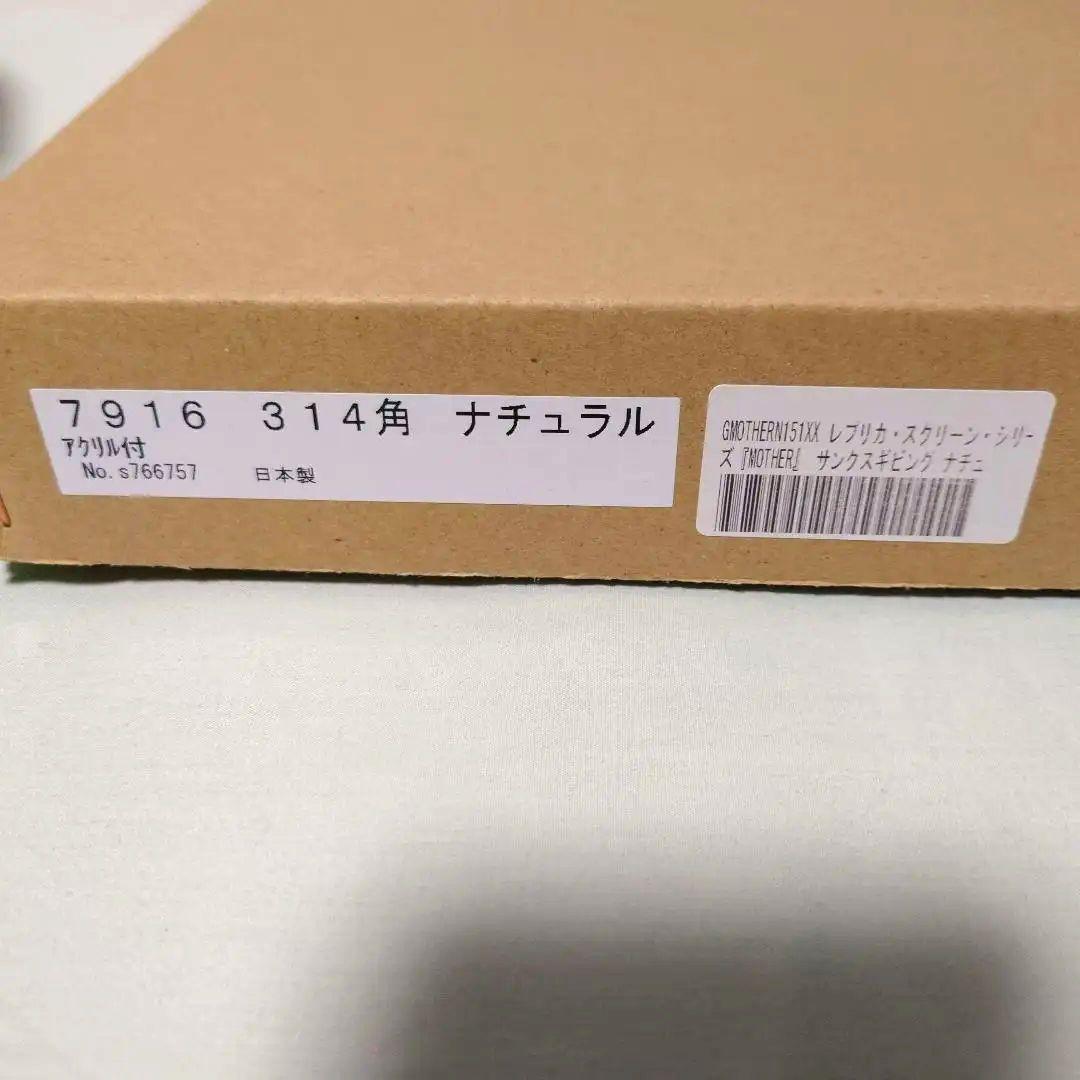 ７９１６　３１４角　ナチュラル
ｱｸﾘﾙ付
No.s766757　日本製
GMOTHERN151XX レプリカ・スクリーン・シリー
ズ『MOTHER』 サンクスギビング ナチュ